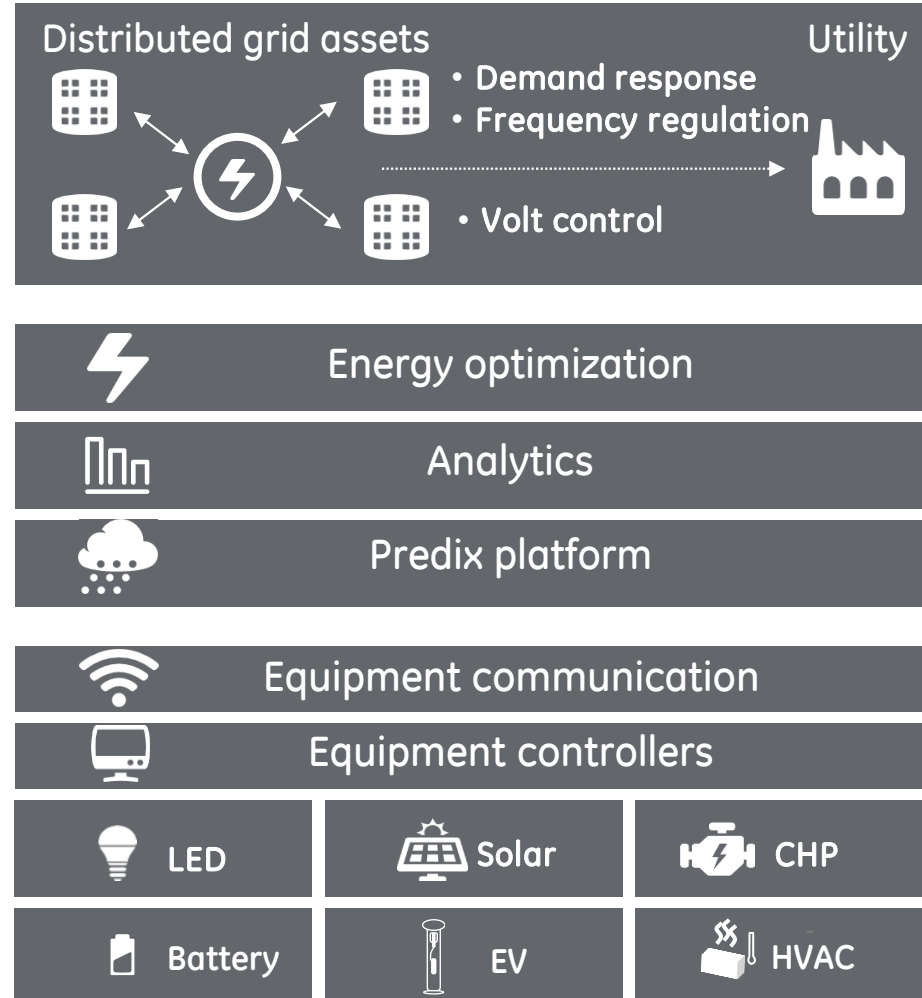 Distributed grid assets
Utility
• Demand response
• Frequency regulation
• Volt control
Energy optimization
Analytics
Predix platform
Equipment communication
Equipment controllers
LED
Solar
CHP
Battery
EV
HVAC